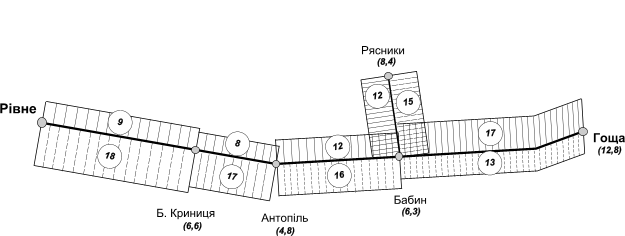 Рясники
(8,4)
Рівне
9
8
12
12
15
17
Гоща
(12,8)
18
17
16
13
Б. Криниця
(6,6)
Антопіль
(4,8)
Бабин
(6,3)